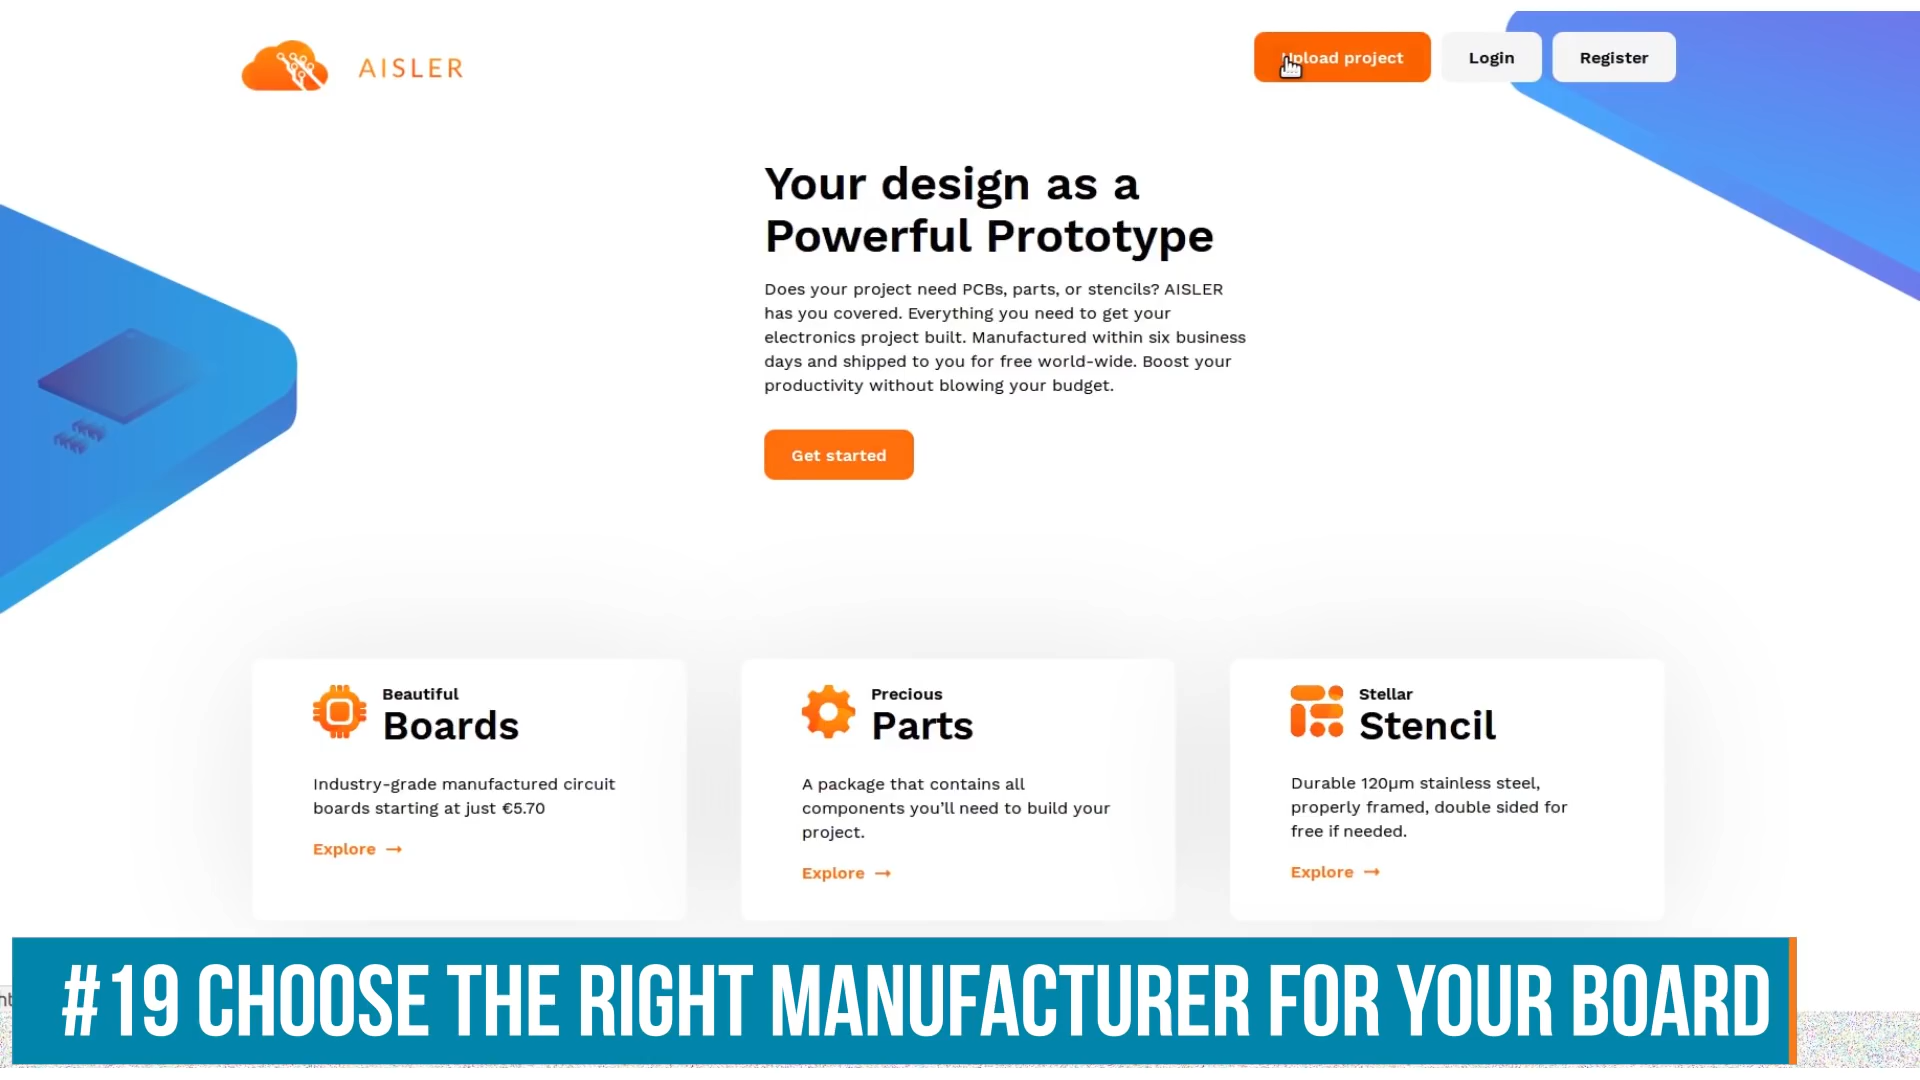 AISLER
Upload project
Login
Register
Your design as a
Powerful Prototype
Does your project need PCBs, parts, or stencils? AISLER
has you covered. Everything you need to get your
electronics project built. Manufactured within six business
days and shipped to you for free world-wide. Boost your
productivity without blowing your budget.
Get started
Beautiful
Boards
Industry-grade manufactured circuit
boards starting at just €5.70
Explore →
Precious
Parts
A package that contains all
components you’ll need to build your
project.
Explore →
Stellar
Stencil
Durable 120µm stainless steel,
properly framed, double sided for
free if needed.
Explore →
#19 CHOOSE THE RIGHT MANUFACTURER FOR YOUR BOARD